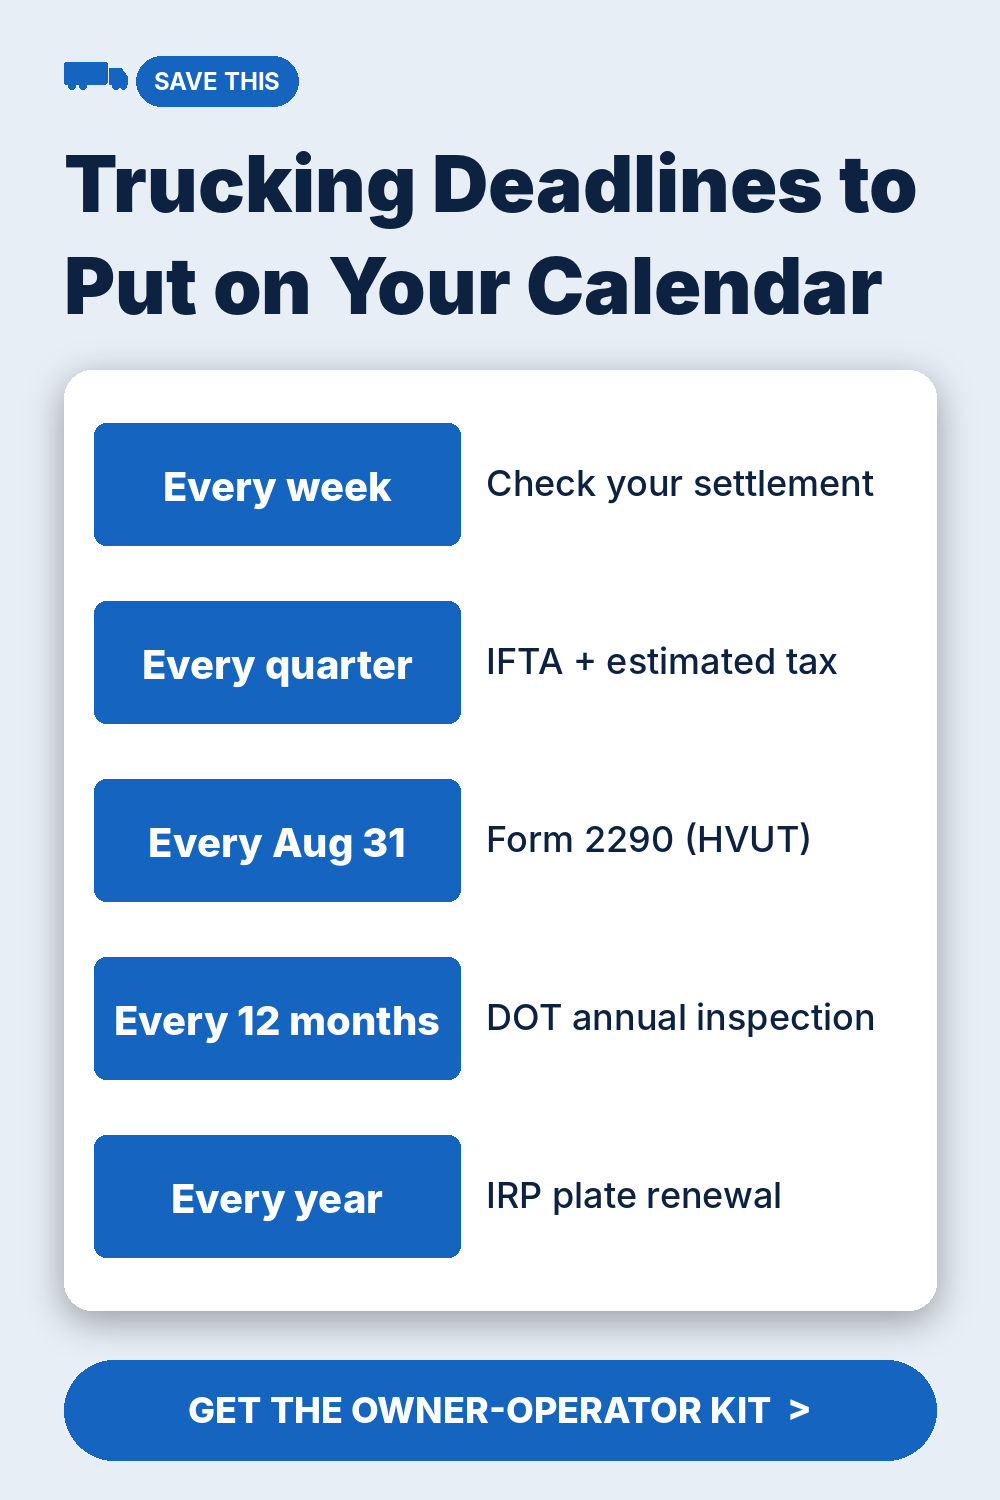 SAVE THIS
Trucking Deadlines to
Put on Your Calendar
Every week
Check your settlement
Every quarter
IFTA + estimated tax
Every Aug 31
Form 2290 (HVUT)
Every 12 months
DOT annual inspection
Every year
IRP plate renewal
GET THE OWNER-OPERATOR KIT >